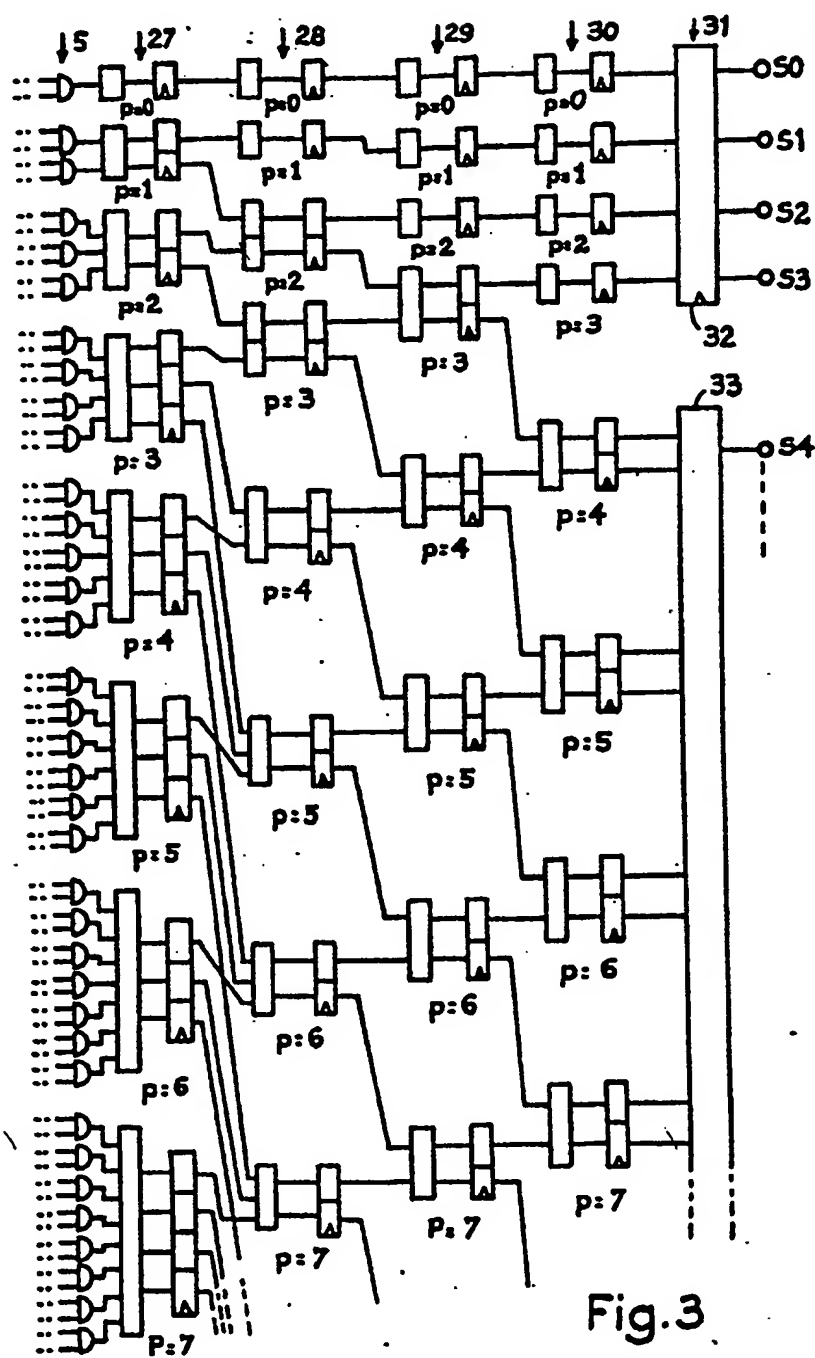 5 27 28 29 30 31
S0
p=0 p=0 p=0 p=0
S1
p=1 p=1 p=1 p=1
S2
p=2 p=2 p=2 p=2
S3
p=3
32
p=3 p=3
33
p=3
S4
p=4 p=4
p=4
p=4
p=5
p=5
p=5
p=5
p=6
p=6
p=6
p=6
p=7
P=7
p=7
P=7
Fig.3